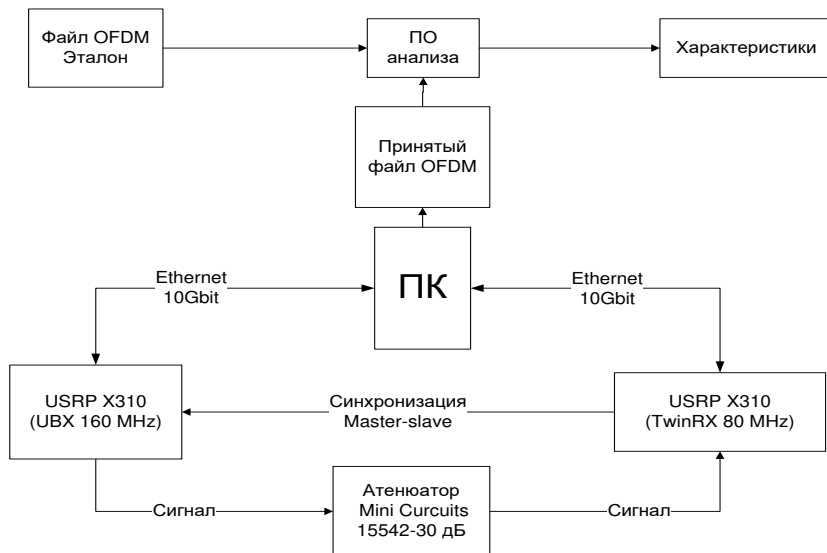 Файл OFDM
Эталон
ПО
анализа
Характеристики
Принятый
файл OFDM
ПК
Ethernet
10Gbit
Ethernet
10Gbit
USRP X310
(UBX 160 MHz)
Синхронизация
Master-slave
USRP X310
(TwinRX 80 MHz)
Сигнал
Атенюатор
Mini Curcuits
15542-30 дБ
Сигнал